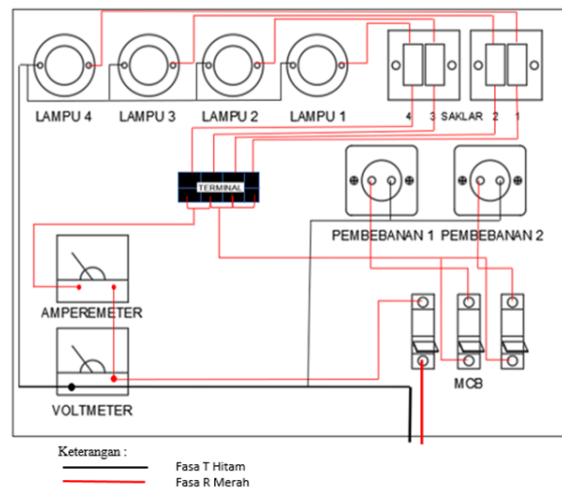 LAMPU 4 LAMPU 3 LAMPU 2 LAMPU 1
4 3 SAKLAR 2 1
TERMINAL
PEMBEBANAN 1 PEMBEBANAN 2
AMPEREMETER
MCB
VOLTMETER
Keterangan :
Fasa T Hitam
Fasa R Merah